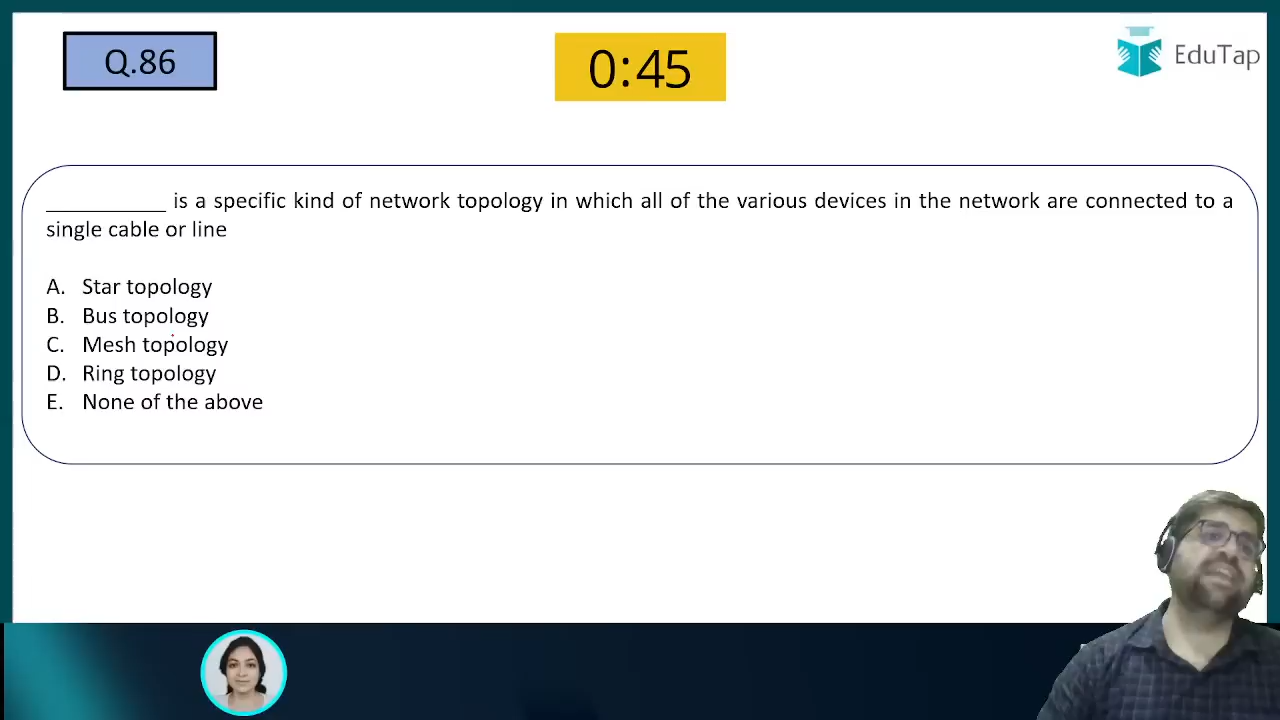 Q.86
0:45
EduTap
__________ is a specific kind of network topology in which all of the various devices in the network are connected to a
single cable or line
A. Star topology
B. Bus topology
C. Mesh topology
D. Ring topology
E. None of the above